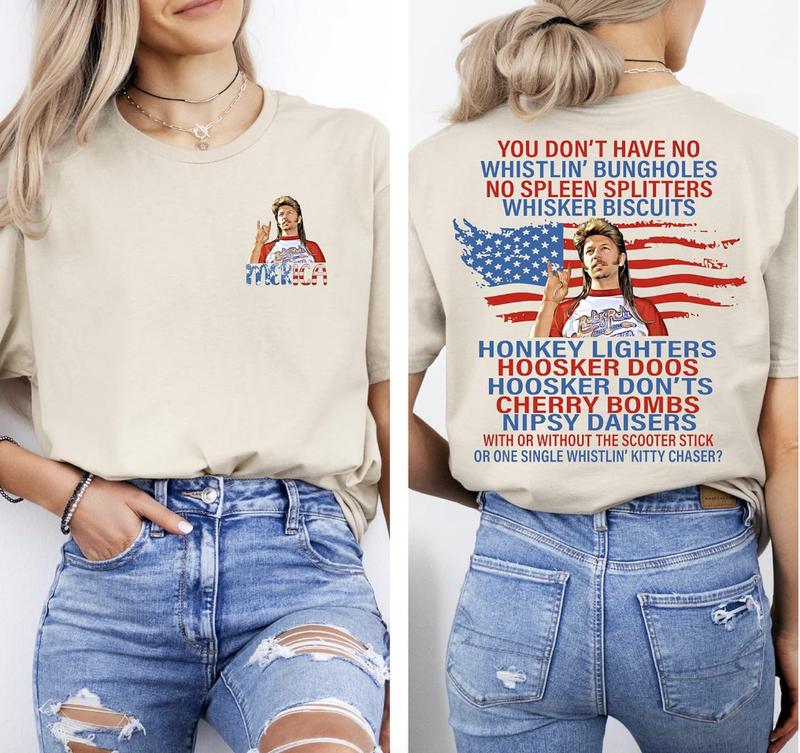 MERICA
YOU DON'T HAVE NO
WHISTLIN' BUNGHOLES
NO SPLEEN SPLITTERS
WHISKER BISCUITS
HONKEY LIGHTERS
HOOSKER DOOS
HOOSKER DON'TS
CHERRY BOMBS
NIPSY DAISERS
WITH OR WITHOUT THE SCOOTER STICK
OR ONE SINGLE WHISTLIN' KITTY CHASER?